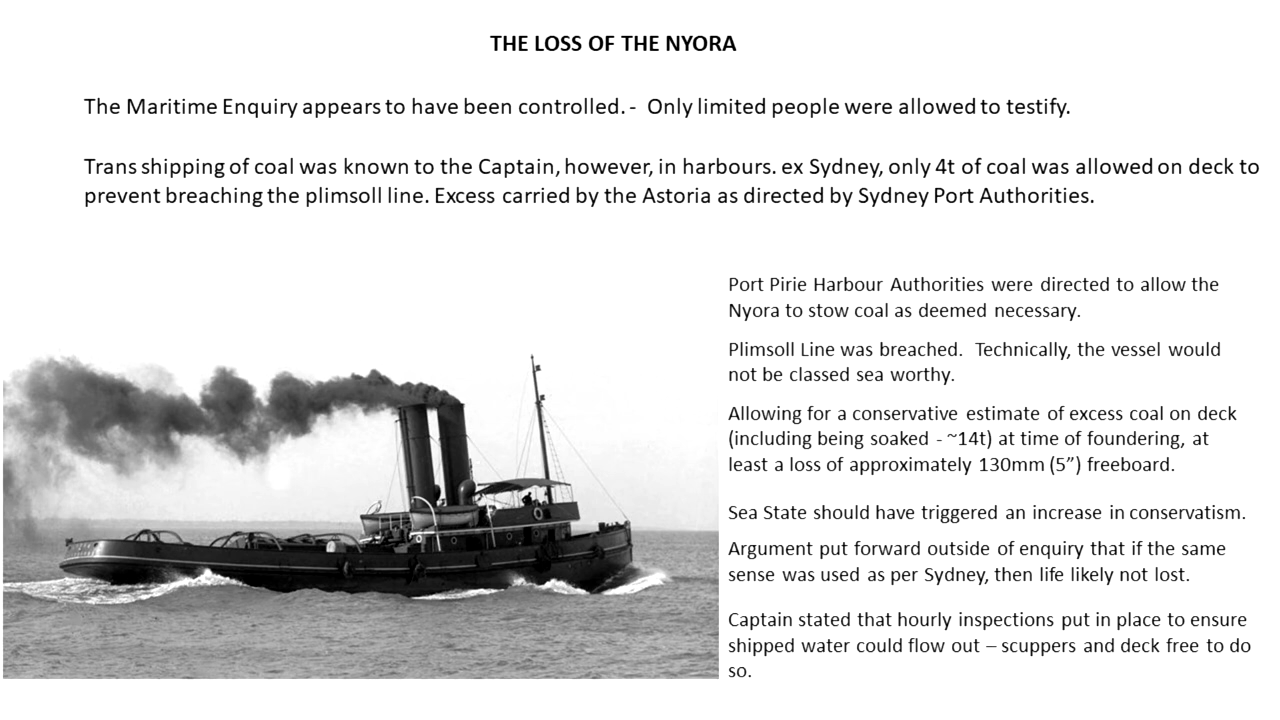 THE LOSS OF THE NYORA
The Maritime Enquiry appears to have been controlled. -  Only limited people were allowed to testify.
Trans shipping of coal was known to the Captain, however, in harbours. ex Sydney, only 4t of coal was allowed on deck to
prevent breaching the plimsoll line. Excess carried by the Astoria as directed by Sydney Port Authorities.
Port Pirie Harbour Authorities were directed to allow the
Nyora to stow coal as deemed necessary.
Plimsoll Line was breached.  Technically, the vessel would
not be classed sea worthy.
Allowing for a conservative estimate of excess coal on deck
(including being soaked - ~14t) at time of foundering, at
least a loss of approximately 130mm (5”) freeboard.
Sea State should have triggered an increase in conservatism.
Argument put forward outside of enquiry that if the same
sense was used as per Sydney, then life likely not lost.
Captain stated that hourly inspections put in place to ensure
shipped water could flow out – scuppers and deck free to do
so.